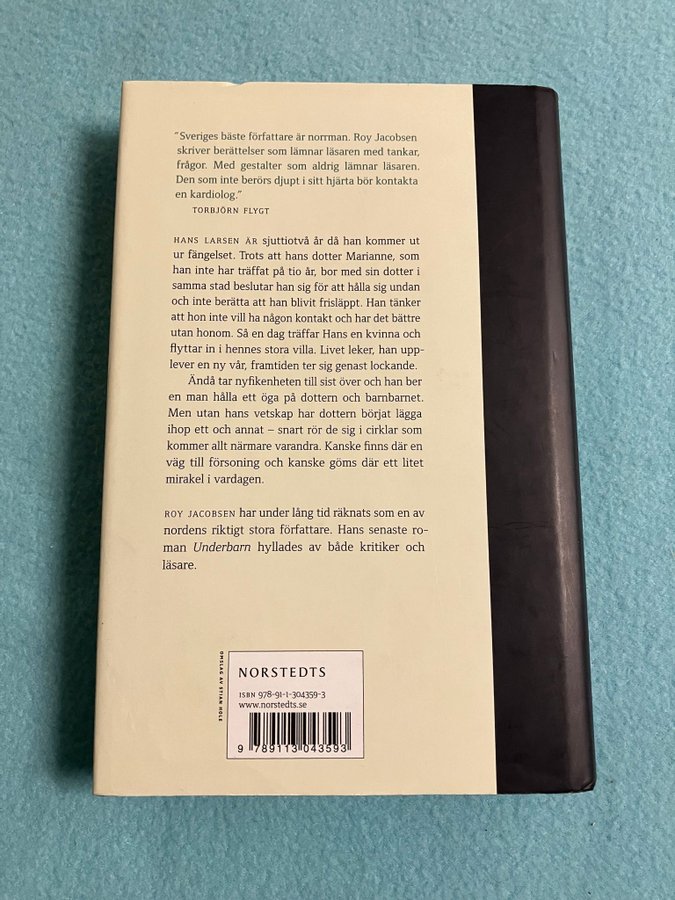 "Sveriges bäste författare är norrman. Roy Jacobsen
skriver berättelser som lämnar läsaren med tankar,
frågor. Med gestalter som aldrig lämnar läsaren.
Den som inte berörs djupt i sitt hjärta bör kontakta
en kardiolog."
TORBJÖRN FLYGT
HANS LARSEN ÄR sjuttiotvå år då han kommer ut
ur fängelset. Trots att hans dotter Marianne, som
han inte har träffat på tio år, bor med sin dotter i
samma stad beslutar han sig för att hålla sig undan
och inte berätta att han blivit frisläppt. Han tänker
att hon inte vill ha någon kontakt och har det bättre
utan honom. Så en dag träffar Hans en kvinna och
flyttar in i hennes stora villa. Livet leker, han upp-
lever en ny vår, framtiden ter sig genast lockande.
Ändå tar nyfikenheten till sist över och han ber
en man hålla ett öga på dottern och barnbarnet.
Men utan hans vetskap har dottern börjat lägga
ihop ett och annat – snart rör de sig i cirklar som
kommer allt närmare varandra. Kanske finns där en
väg till försoning och kanske göms där ett litet
mirakel i vardagen.
ROY JACOBSEN har under lång tid räknats som en av
nordens riktigt stora författare. Hans senaste ro-
man Underbarn hyllades av både kritiker och
läsare.
OMSLAG AV STIAN HOLE
NORSTEDTS
ISBN 978-91-1-304359-3
www.norstedts.se
9 789113 043593